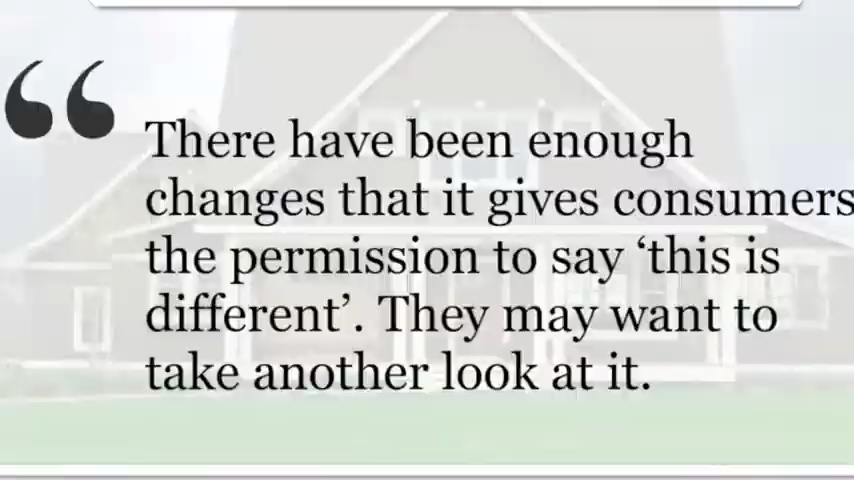 “
There have been enough
changes that it gives consumers
the permission to say ‘this is
different’. They may want to
take another look at it.